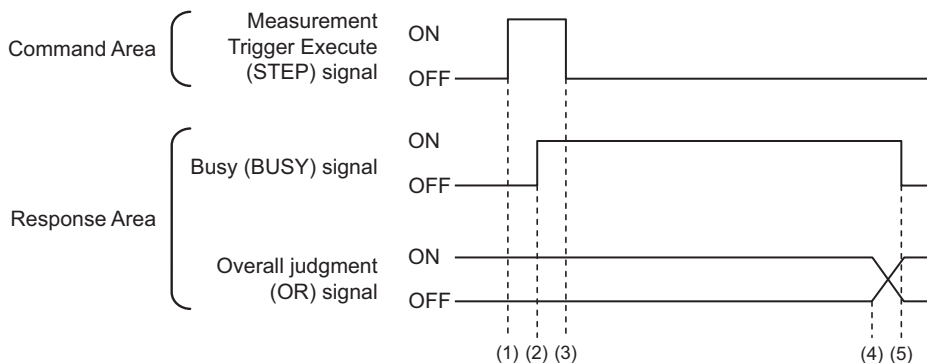 Command Area
Measurement
Trigger Execute
(STEP) signal
ON
OFF
Response Area
Busy (BUSY) signal
ON
OFF
Overall judgment
(OR) signal
ON
OFF
(1) (2) (3) (4) (5)